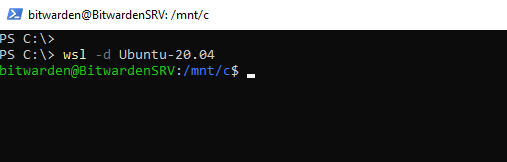 bitwarden@BitwardenSRV: /mnt/c
PS C:\>
PS C:\> wsl -d Ubuntu-20.04
bitwarden@BitwardenSRV:/mnt/c$